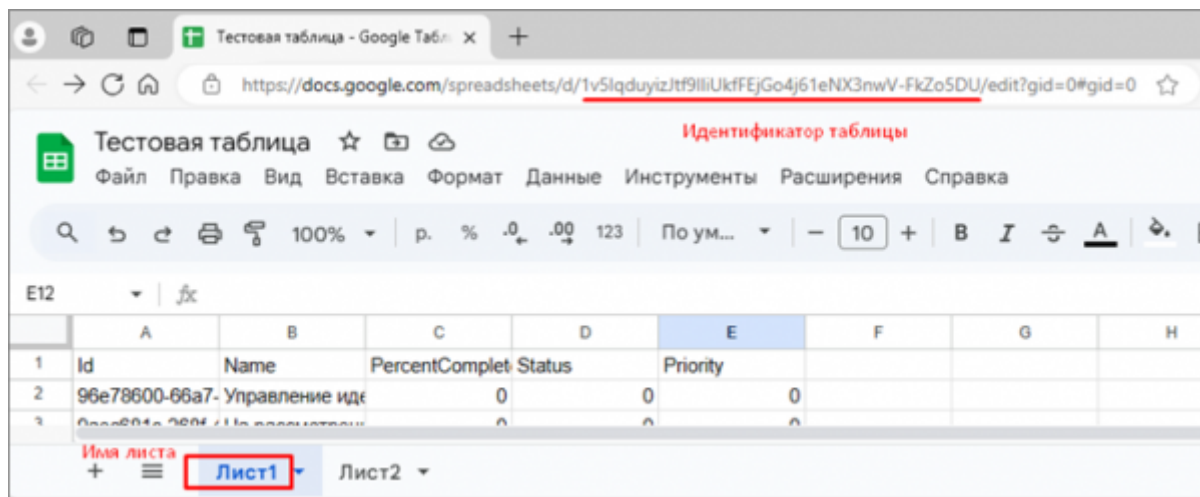 Тестовая таблица - Google Табл
https://docs.google.com/spreadsheets/d/1v5IqduyizJtf9IIiUkfFEjGo4j61eNX3nwV-FkZo5DU/edit?gid=0#gid=0
Идентификатор таблицы
Тестовая таблица
Файл Правка Вид Вставка Формат Данные Инструменты Расширения Справка
100% р. % .0 .00 123 По ум... 10 B I A
E12 fx
A B C D E F G H
1 Id Name PercentComplet Status Priority
2 96e78600-66a7- Управление иде 0 0 0
3
Имя листа
Лист1 Лист2